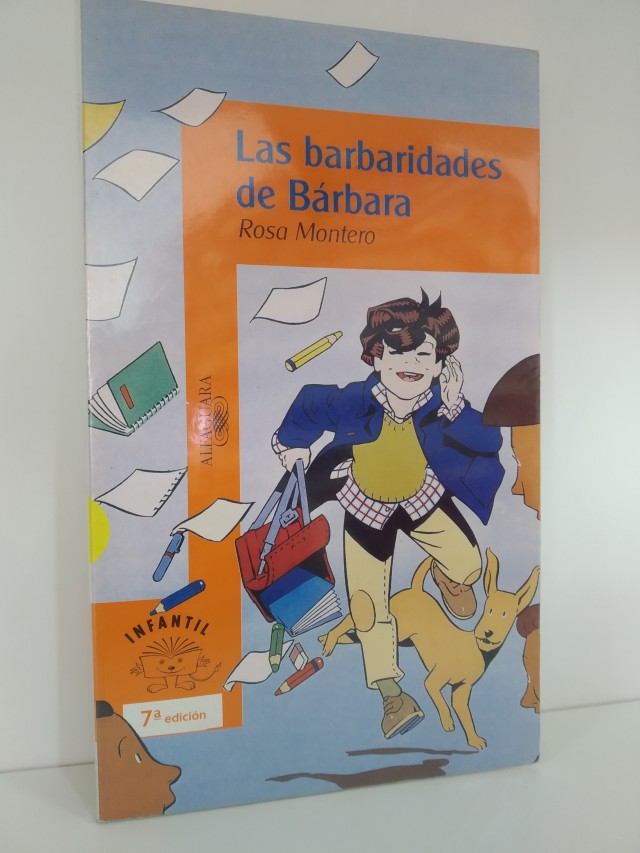 Las barbaridades
de Bárbara
Rosa Montero
ALFAGUARA
INFANTIL
7ª edición